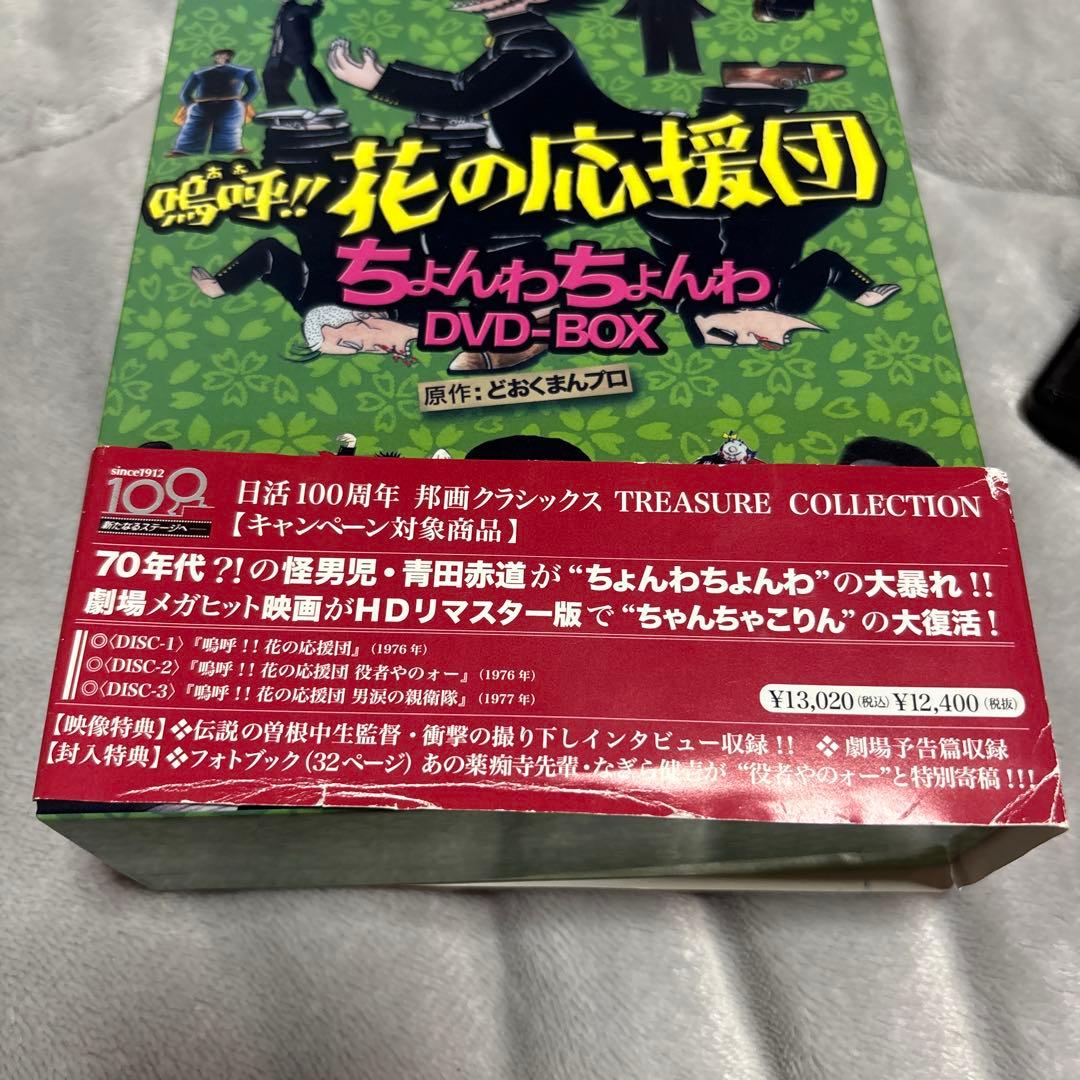 嗚呼!! 花の応援団
ああ
ちょんわちょんわ
DVD-BOX
原作:どおくまんプロ
since1912
100
新たなるステージへ
日活100周年 邦画クラシックス TREASURE COLLECTION
【キャンペーン対象商品】
70年代?!の怪男児・青田赤道が“ちょんわちょんわ”の大暴れ!!
劇場メガヒット映画がHDリマスター版で“ちゃんちゃこりん”の大復活!
◎〈DISC-1〉『嗚呼!!花の応援団』(1976年)
◎〈DISC-2〉『嗚呼!!花の応援団 役者やのォー』(1976年)
◎〈DISC-3〉『嗚呼!!花の応援団 男涙の親衛隊』(1977年)
¥13,020(税込)¥12,400(税抜)
【映像特典】❖伝説の曽根中生監督・衝撃の撮り下しインタビュー収録!! ❖劇場予告篇収録
【封入特典】❖フォトブック(32ページ)あの薬痴寺先輩・なぎら健壱が“役者やのォー”と特別寄稿!!!